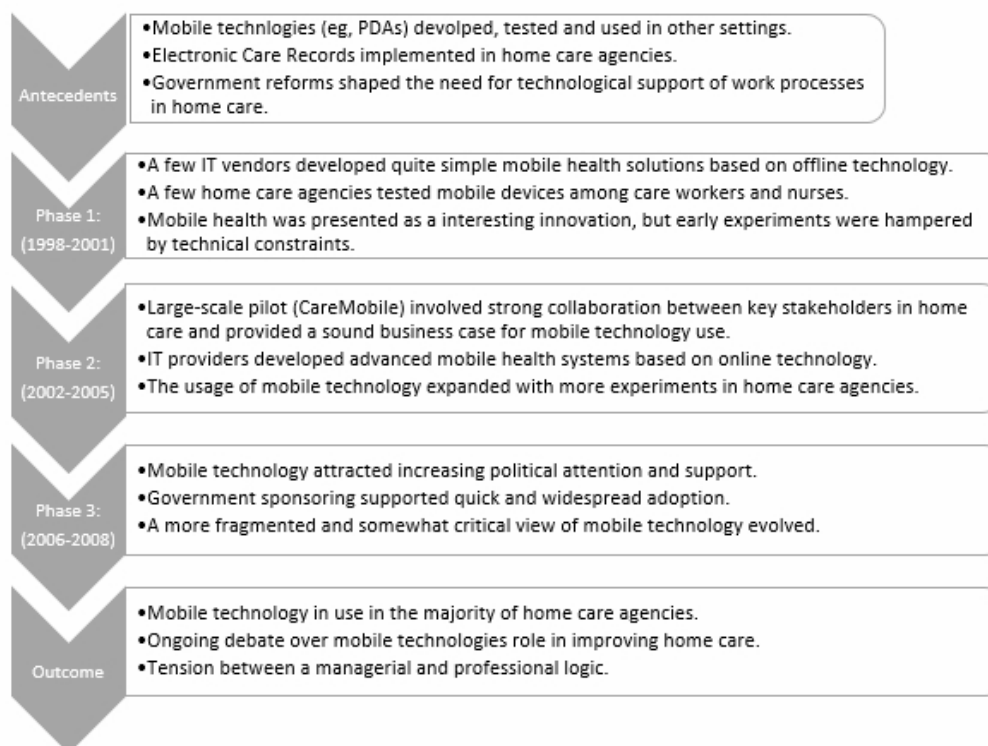 Antecedents
•Mobile technlogies (eg, PDAs) devolped, tested and used in other settings.
•Electronic Care Records implemented in home care agencies.
•Government reforms shaped the need for technological support of work processes
in home care.
Phase 1:
(1998-2001)
•A few IT vendors developed quite simple mobile health solutions based on offline technology.
•A few home care agencies tested mobile devices among care workers and nurses.
•Mobile health was presented as a interesting innovation, but early experiments were hampered
by technical constraints.
Phase 2:
(2002-2005)
•Large-scale pilot (CareMobile) involved strong collaboration between key stakeholders in home
care and provided a sound business case for mobile technology use.
•IT providers developed advanced mobile health systems based on online technology.
•The usage of mobile technology expanded with more experiments in home care agencies.
Phase 3:
(2006-2008)
•Mobile technology attracted increasing political attention and support.
•Government sponsoring supported quick and widespread adoption.
•A more fragmented and somewhat critical view of mobile technology evolved.
Outcome
•Mobile technology in use in the majority of home care agencies.
•Ongoing debate over mobile technologies role in improving home care.
•Tension between a managerial and professional logic.